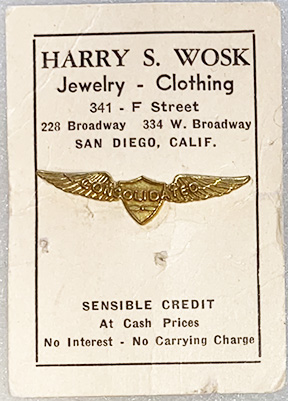 HARRY S. WOSK
Jewelry - Clothing
341 - F Street
228 Broadway 334 W. Broadway
SAN DIEGO, CALIF.
CONSOLIDATED
SENSIBLE CREDIT
At Cash Prices
No Interest - No Carrying Charge